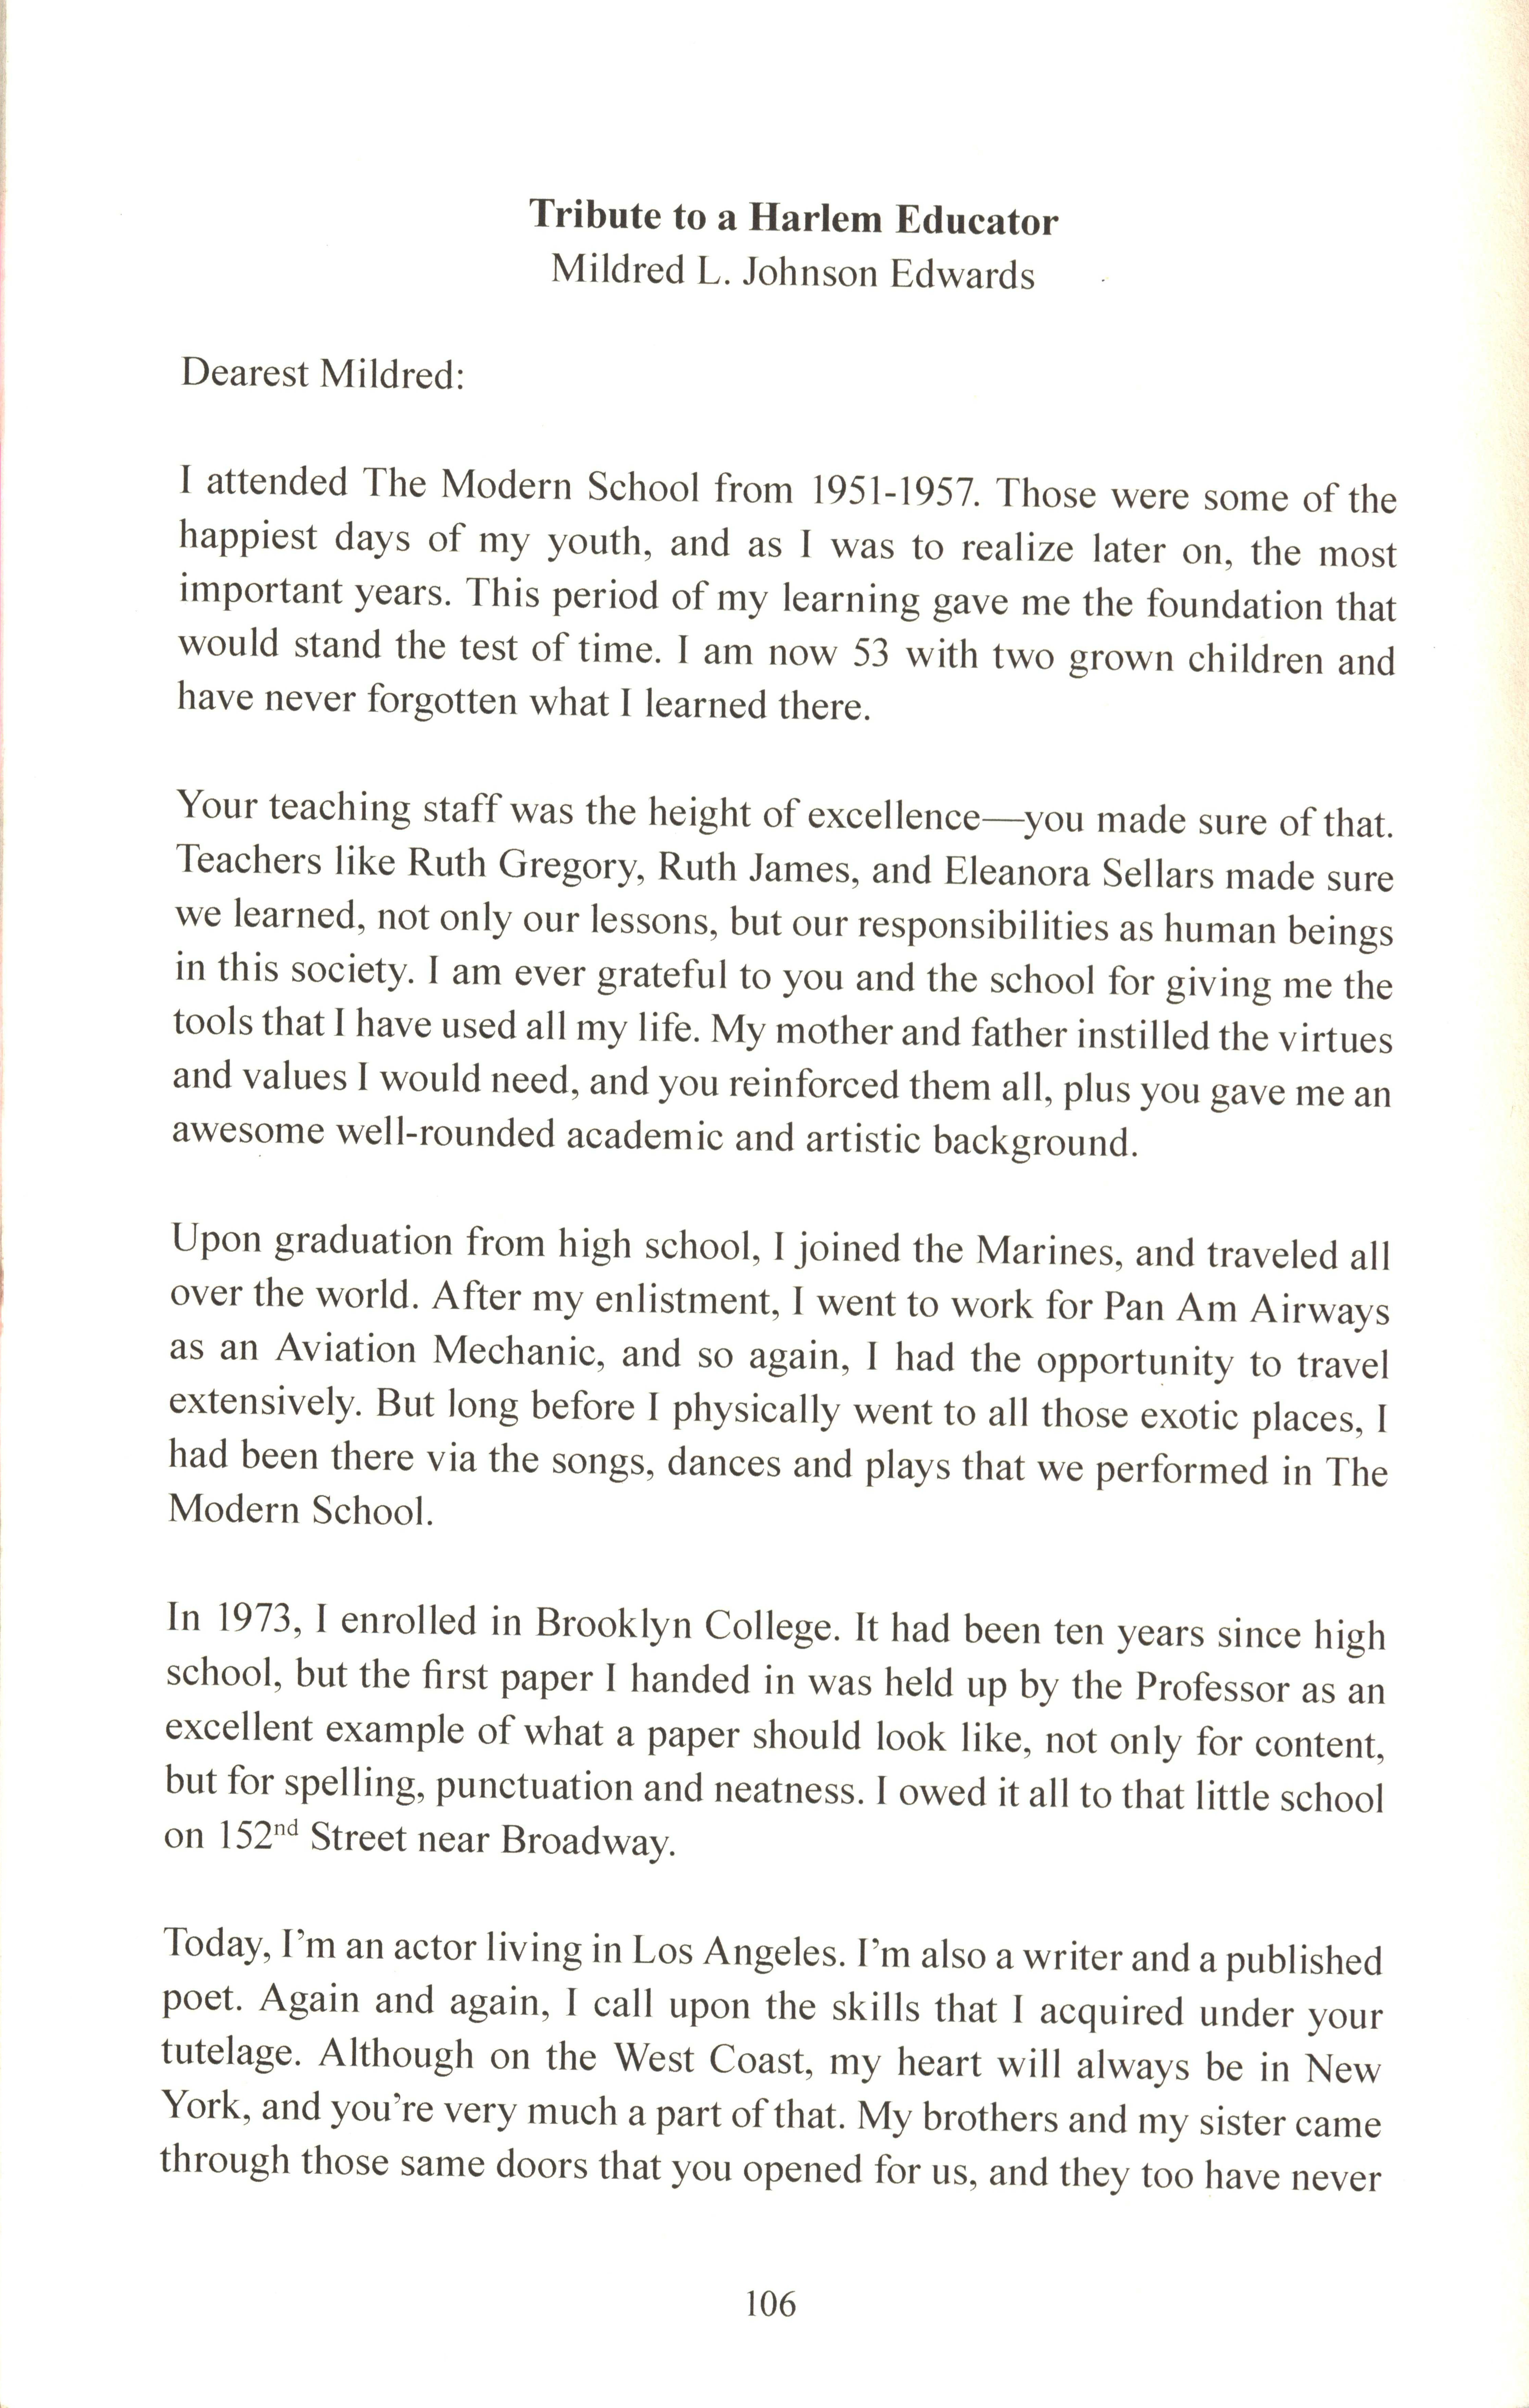 Tribute to a Harlem Educator
Mildred L. Johnson Edwards
Dearest Mildred:
I attended The Modern School from 1951-1957. Those were some of the
happiest days of my youth, and as I was to realize later on, the most
important years. This period of my learning gave me the foundation that
would stand the test of time. I am now 53 with two grown children and
have never forgotten what I learned there.
Your teaching staff was the height of excellence—you made sure of that.
Teachers like Ruth Gregory, Ruth James, and Eleanora Sellars made sure
we learned, not only our lessons, but our responsibilities as human beings
in this society. I am ever grateful to you and the school for giving me the
tools that I have used all my life. My mother and father instilled the virtues
and values I would need, and you reinforced them all, plus you gave me an
awesome well-rounded academic and artistic background.
Upon graduation from high school, I joined the Marines, and traveled all
over the world. After my enlistment, I went to work for Pan Am Airways
as an Aviation Mechanic, and so again, I had the opportunity to travel
extensively. But long before I physically went to all those exotic places, I
had been there via the songs, dances and plays that we performed in The
Modern School.
In 1973, I enrolled in Brooklyn College. It had been ten years since high
school, but the first paper I handed in was held up by the Professor as an
excellent example of what a paper should look like, not only for content,
but for spelling, punctuation and neatness. I owed it all to that little school
on 152nd Street near Broadway.
Today, I’m an actor living in Los Angeles. I’m also a writer and a published
poet. Again and again, I call upon the skills that I acquired under your
tutelage. Although on the West Coast, my heart will always be in New
York, and you’re very much a part of that. My brothers and my sister came
through those same doors that you opened for us, and they too have never
106